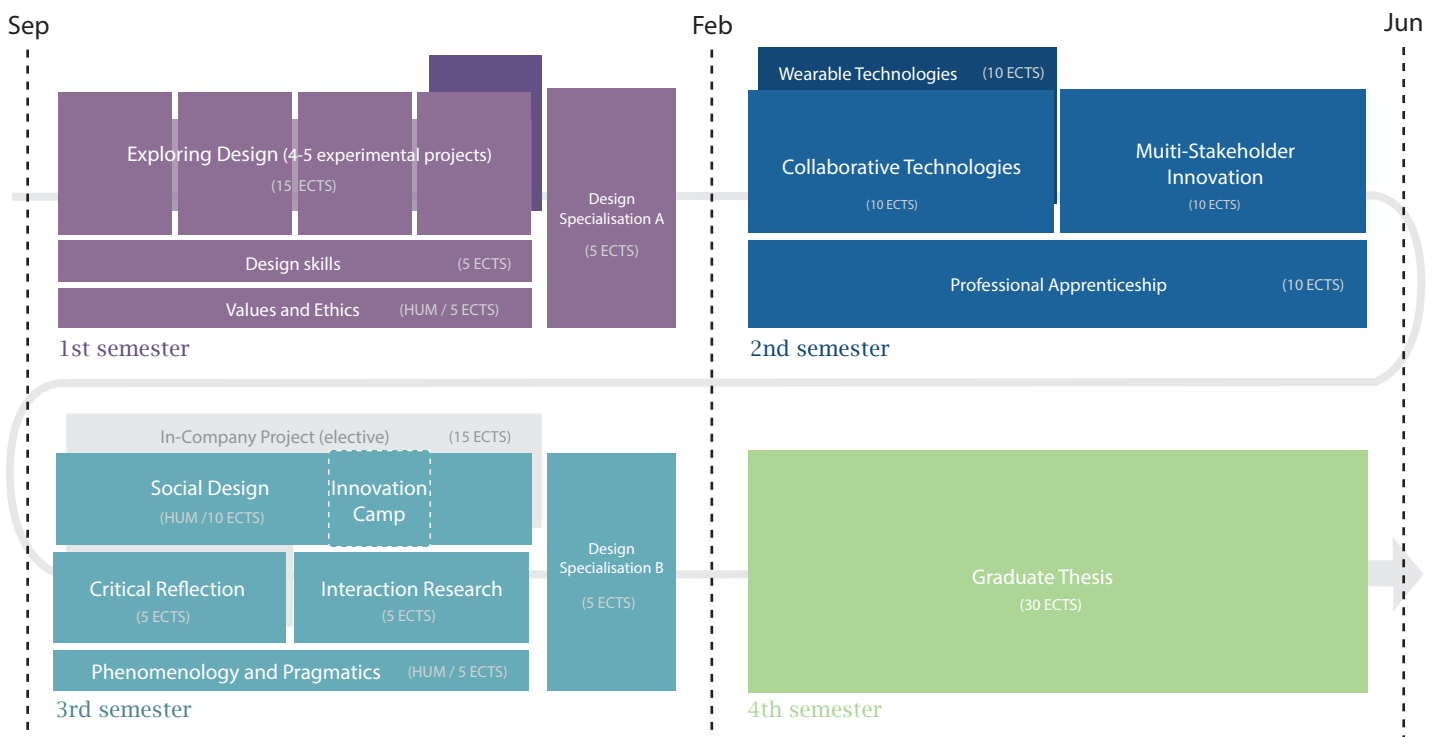 Sep
Feb
Jun
Exploring Design (4-5 experimental projects)
(15 ECTS)
Design skills (5 ECTS)
Values and Ethics (HUM / 5 ECTS)
Design
Specialisation A
(5 ECTS)
1st semester
Wearable Technologies (10 ECTS)
Collaborative Technologies
(10 ECTS)
Muiti-Stakeholder
Innovation
(10 ECTS)
Professional Apprenticeship (10 ECTS)
2nd semester
In-Company Project (elective) (15 ECTS)
Social Design
(HUM /10 ECTS)
Innovation
Camp
Critical Reflection
(5 ECTS)
Interaction Research
(5 ECTS)
Phenomenology and Pragmatics (HUM / 5 ECTS)
Design
Specialisation B
(5 ECTS)
3rd semester
Graduate Thesis
(30 ECTS)
4th semester